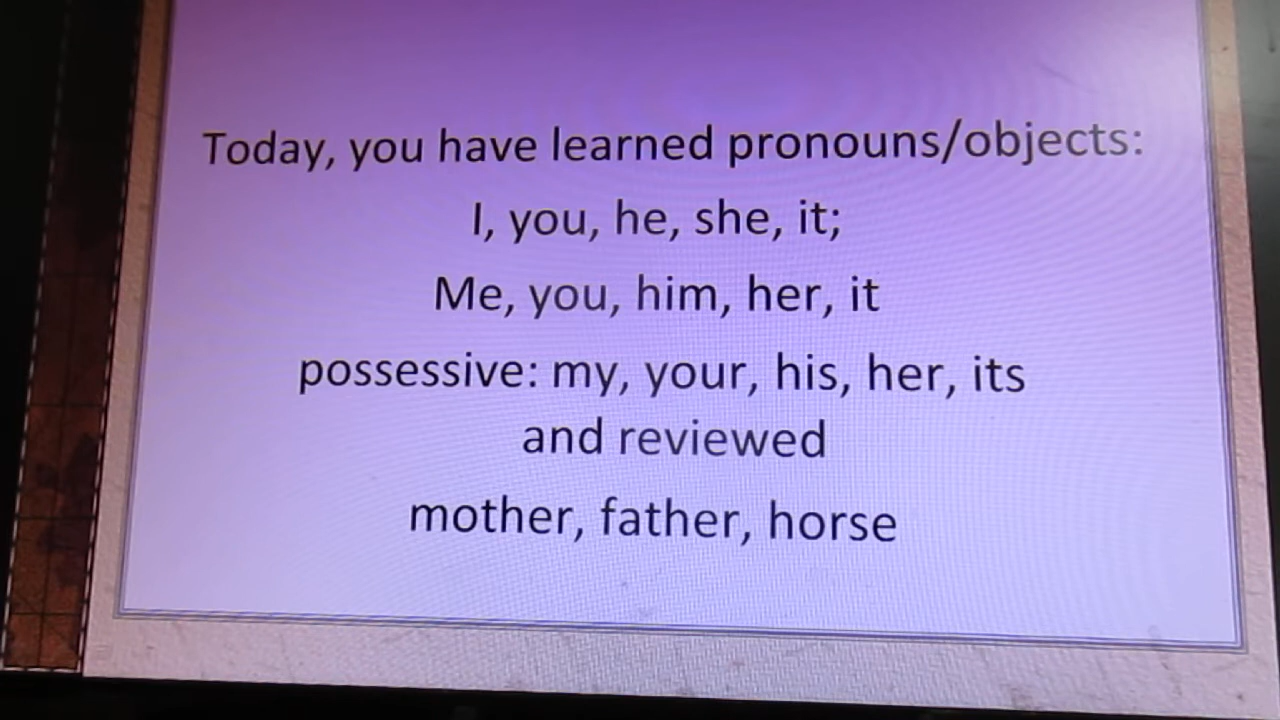 Today, you have learned pronouns/objects:
I, you, he, she, it;
Me, you, him, her, it
possessive: my, your, his, her, its
and reviewed
mother, father, horse